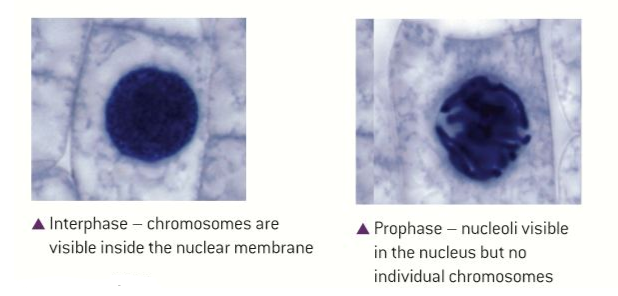 ▲ Interphase – chromosomes are
visible inside the nuclear membrane
▲ Prophase – nucleoli visible
in the nucleus but no
individual chromosomes